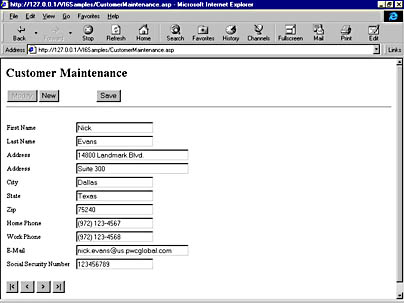 http://127.0.0.1/VI6Samples/CustomerMaintenance.asp - Microsoft Internet Explorer
File Edit View Go Favorites Help
Back Forward Stop Refresh Home Search Favorites History Channels Fullscreen Mail Print Edit
Address http://127.0.0.1/VI6Samples/CustomerMaintenance.asp Links
Customer Maintenance
Modify New Save
First Name Nick
Last Name Evans
Address 14800 Landmark Blvd.
Address Suite 300
City Dallas
State Texas
Zip 75240
Home Phone (972) 123-4567
Work Phone (972) 123-4568
E-Mail nick.evans@us.pwcglobal.com
Social Security Number 123456789